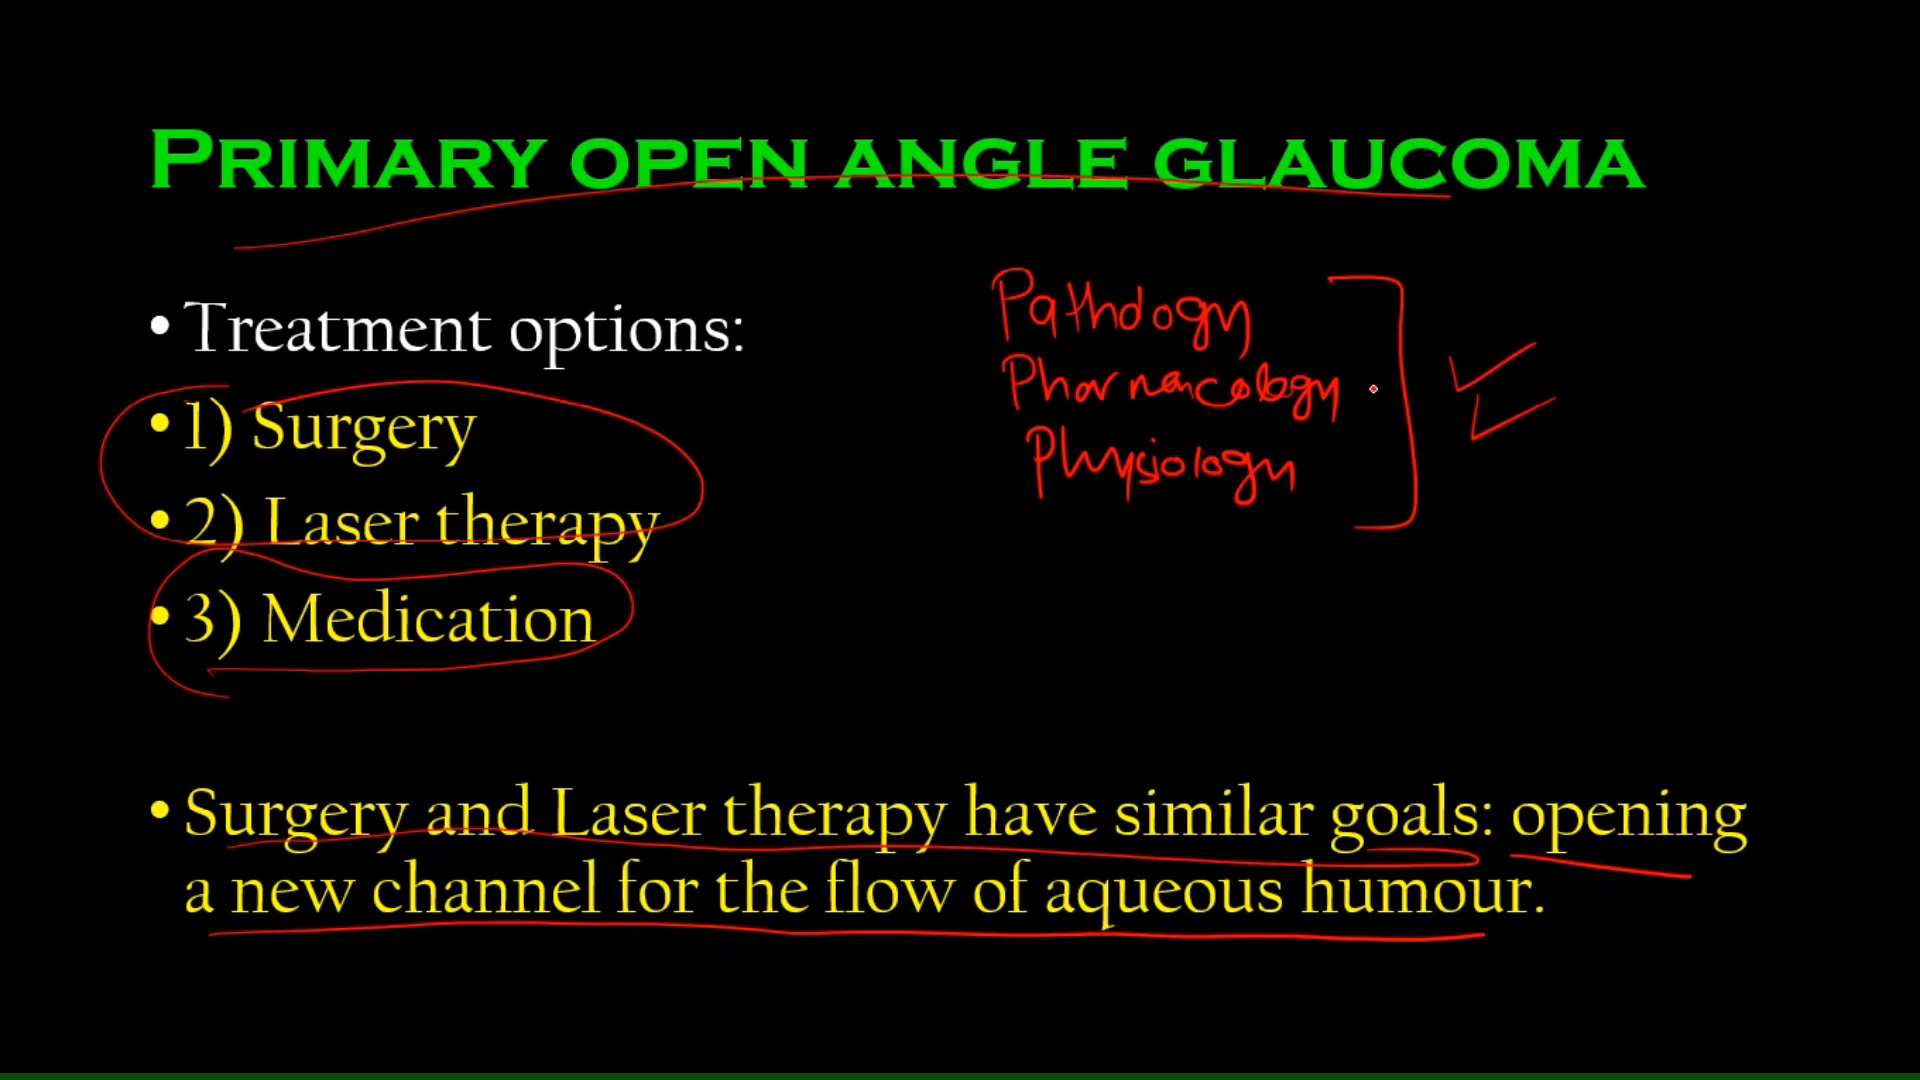 PRIMARY OPEN ANGLE GLAUCOMA
• Treatment options:
• 1) Surgery
• 2) Laser therapy
• 3) Medication
Pathology
Pharmacology
Physiology
• Surgery and Laser therapy have similar goals: opening
a new channel for the flow of aqueous humour.